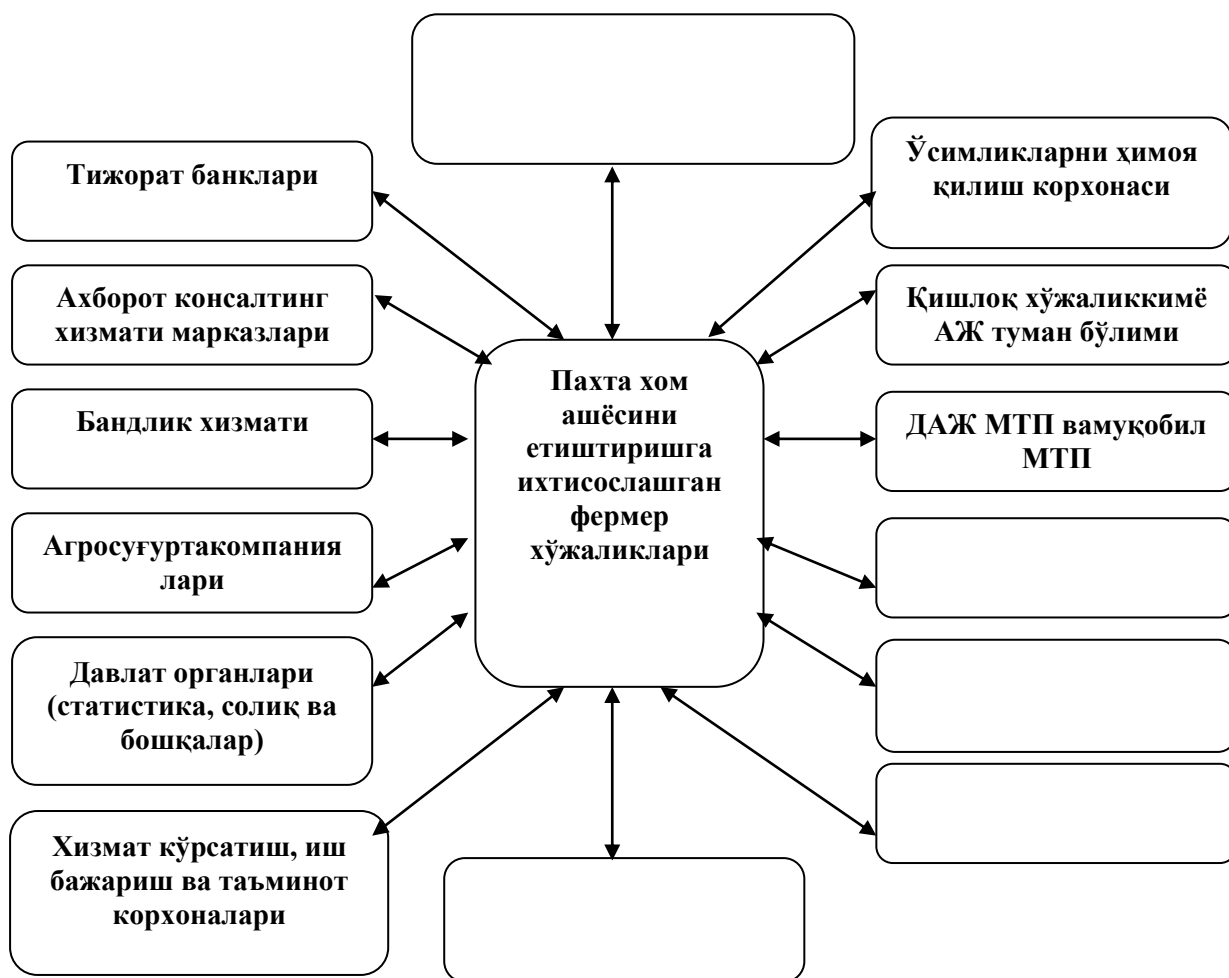 Тижорат банклари
Ахборот консалтинг
хизмати марказлари
Бандлик хизмати
Агросуғуртакомпания
лари
Давлат органлари
(статистика, солиқ ва
бошқалар)
Хизмат кўрсатиш, иш
бажариш ва таъминот
корхоналари
Пахта хом
ашёсини
етиштиришга
ихтисослашган
фермер
хўжаликлари
Ўсимликларни ҳимоя
қилиш корхонаси
Қишлоқ хўжаликкимё
АЖ туман бўлими
ДАЖ МТП вамуқобил
МТП